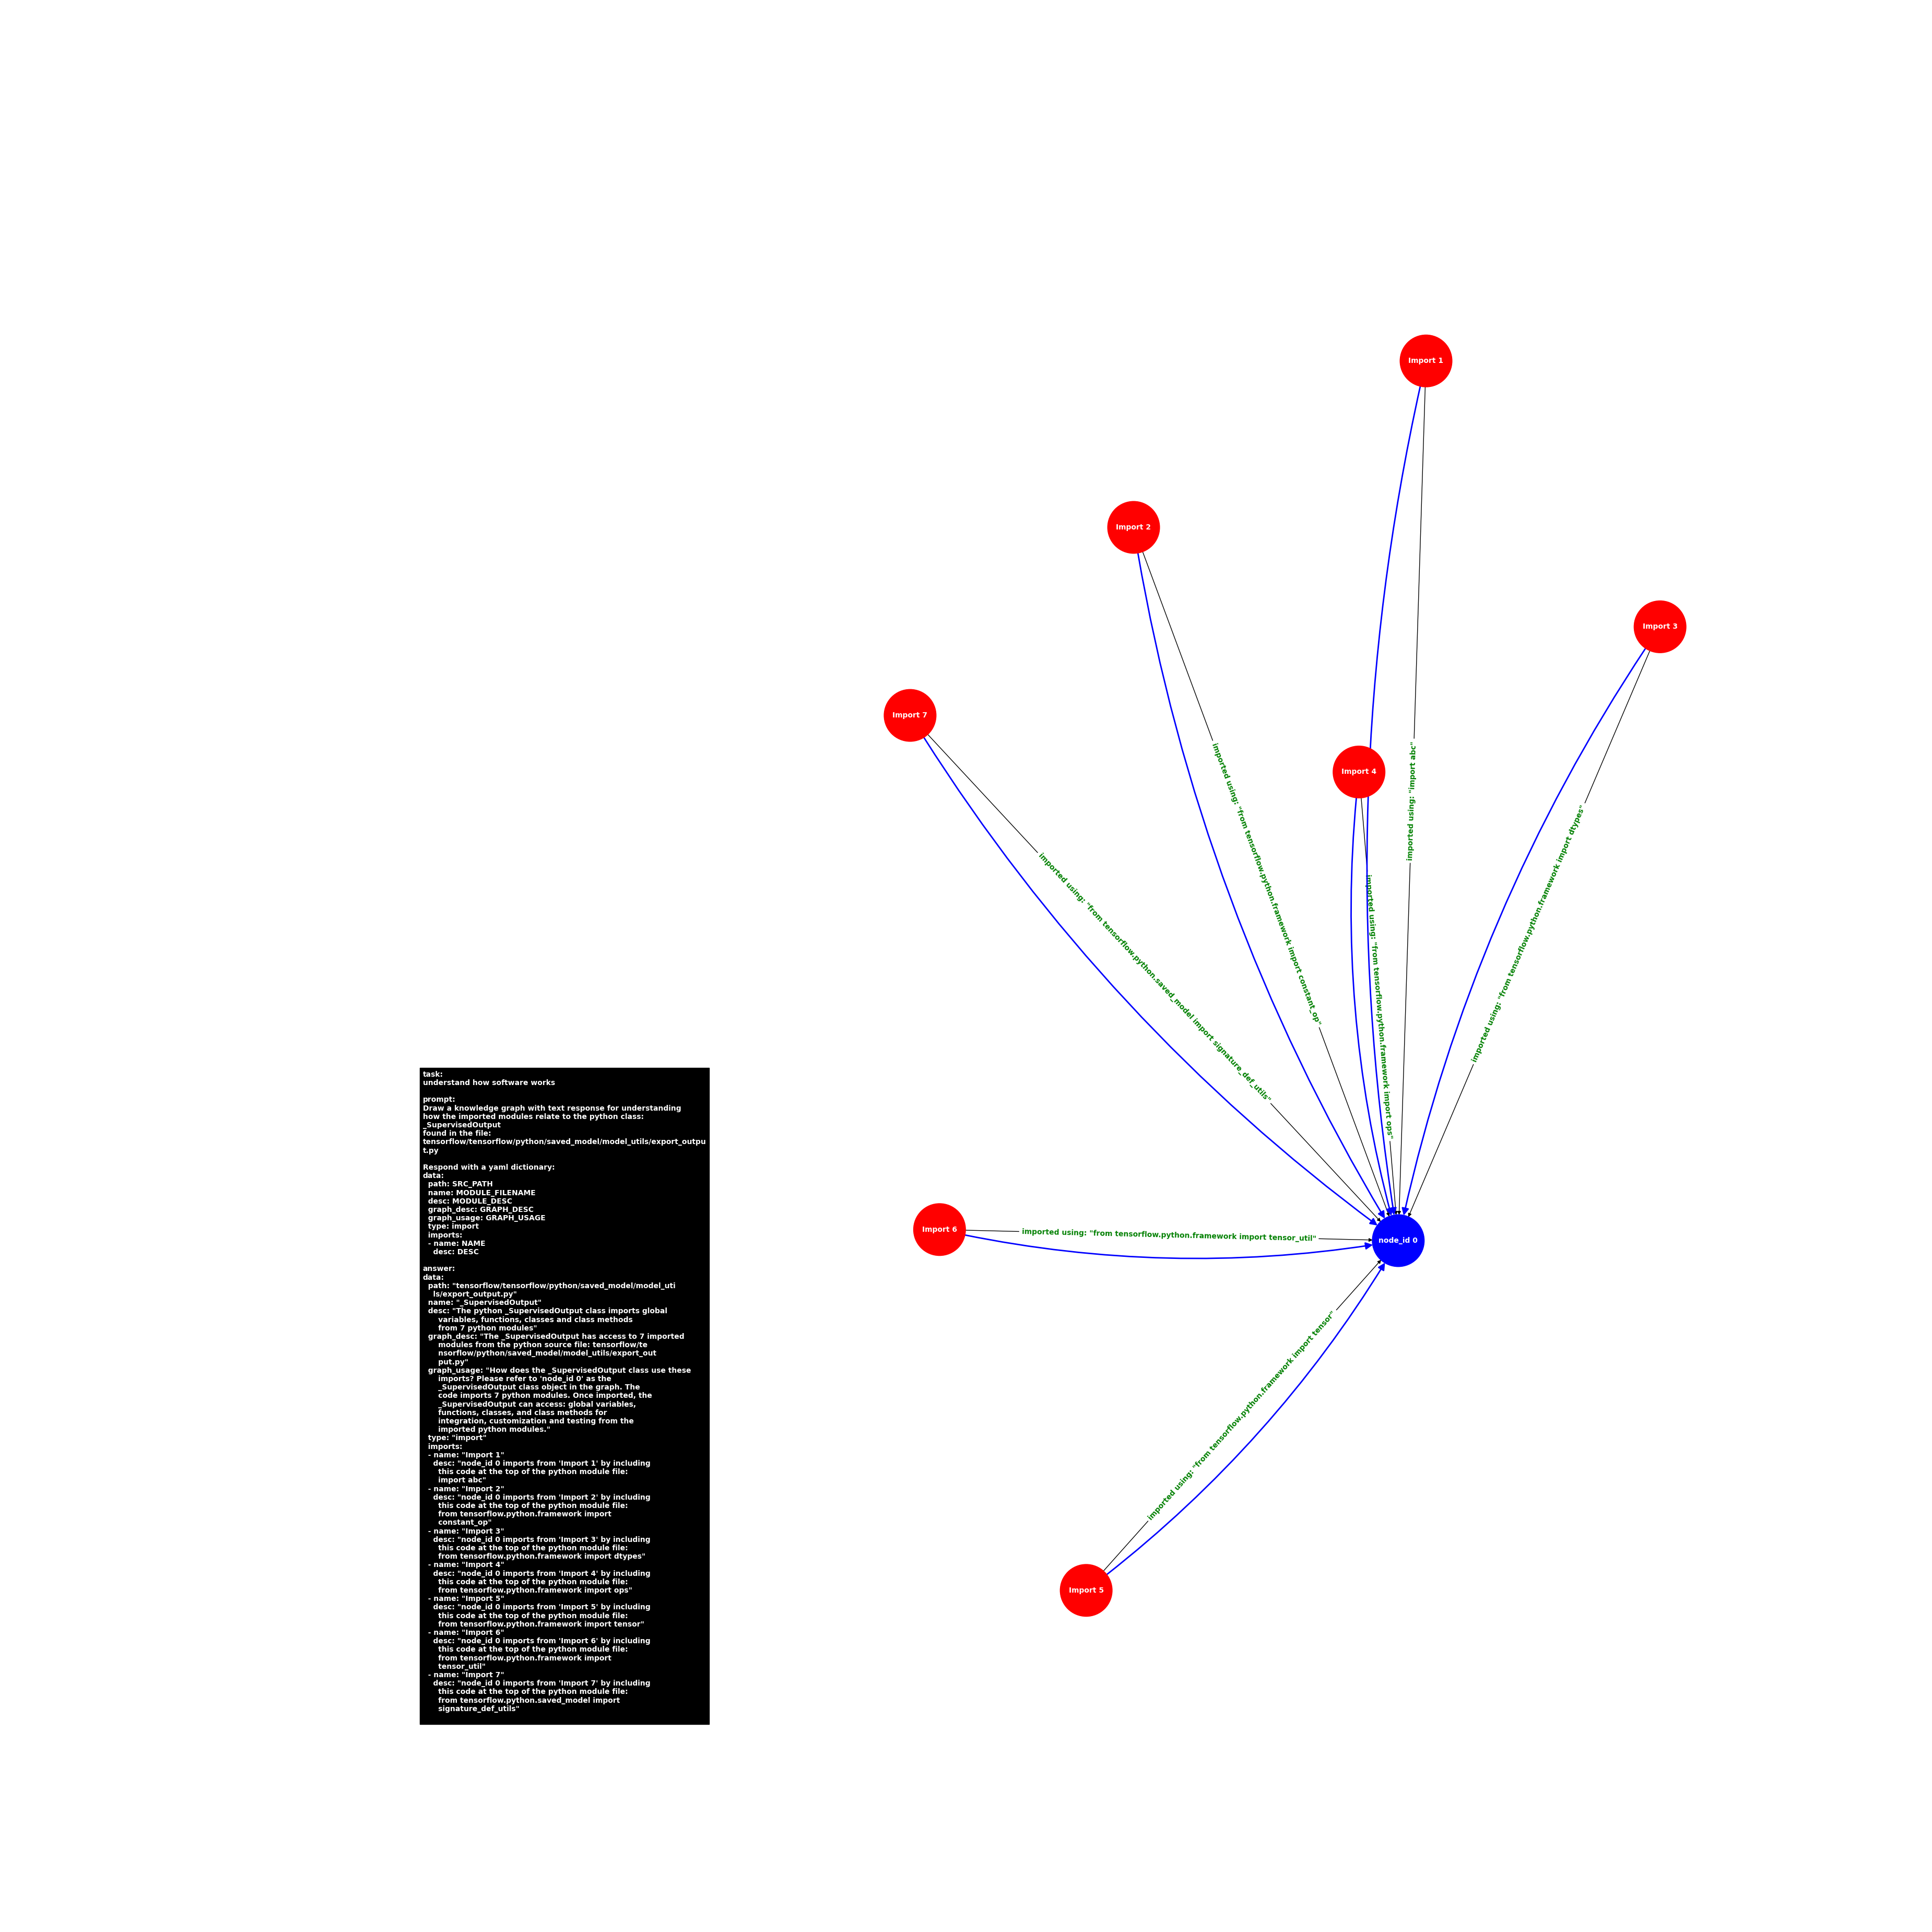 Import 1
Import 2
Import 3
Import 7
Import 4
imported using: "import abc"
imported using: "from tensorflow.python.framework import constant_op"
imported using: "from tensorflow.python.framework import dtypes"
imported using: "from tensorflow.python.saved_model import signature_def_utils"
imported using: "from tensorflow.python.framework import ops"
Import 6
imported using: "from tensorflow.python.framework import tensor_util"
node_id 0
imported using: "from tensorflow.python.framework import tensor"
Import 5
task:
understand how software works
prompt:
Draw a knowledge graph with text response for understanding
how the imported modules relate to the python class:
_SupervisedOutput
found in the file:
tensorflow/tensorflow/python/saved_model/model_utils/export_outpu
t.py
Respond with a yaml dictionary:
data:
path: SRC_PATH
name: MODULE_FILENAME
desc: MODULE_DESC
graph_desc: GRAPH_DESC
graph_usage: GRAPH_USAGE
type: import
imports:
- name: NAME
desc: DESC
answer:
data:
path: "tensorflow/tensorflow/python/saved_model/model_uti
ls/export_output.py"
name: "_SupervisedOutput"
desc: "The python _SupervisedOutput class imports global
variables, functions, classes and class methods
from 7 python modules"
graph_desc: "The _SupervisedOutput has access to 7 imported
modules from the python source file: tensorflow/te
nsorflow/python/saved_model/model_utils/export_out
put.py"
graph_usage: "How does the _SupervisedOutput class use these
imports? Please refer to 'node_id 0' as the
_SupervisedOutput class object in the graph. The
code imports 7 python modules. Once imported, the
_SupervisedOutput can access: global variables,
functions, classes, and class methods for
integration, customization and testing from the
imported python modules."
type: "import"
imports:
- name: "Import 1"
desc: "node_id 0 imports from 'Import 1' by including
this code at the top of the python module file:
import abc"
- name: "Import 2"
desc: "node_id 0 imports from 'Import 2' by including
this code at the top of the python module file:
from tensorflow.python.framework import
constant_op"
- name: "Import 3"
desc: "node_id 0 imports from 'Import 3' by including
this code at the top of the python module file:
from tensorflow.python.framework import dtypes"
- name: "Import 4"
desc: "node_id 0 imports from 'Import 4' by including
this code at the top of the python module file:
from tensorflow.python.framework import ops"
- name: "Import 5"
desc: "node_id 0 imports from 'Import 5' by including
this code at the top of the python module file:
from tensorflow.python.framework import tensor"
- name: "Import 6"
desc: "node_id 0 imports from 'Import 6' by including
this code at the top of the python module file:
from tensorflow.python.framework import
tensor_util"
- name: "Import 7"
desc: "node_id 0 imports from 'Import 7' by including
this code at the top of the python module file:
from tensorflow.python.saved_model import
signature_def_utils"